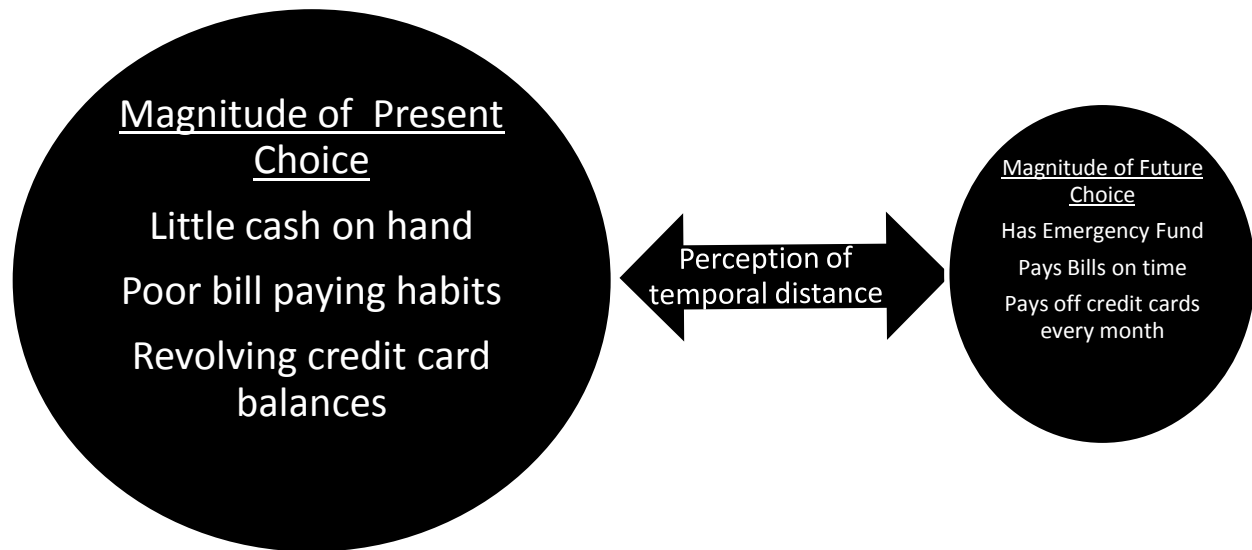 Magnitude of Present
Choice
Little cash on hand
Poor bill paying habits
Revolving credit card
balances
Perception of
temporal distance
Magnitude of Future
Choice
Has Emergency Fund
Pays Bills on time
Pays off credit cards
every month